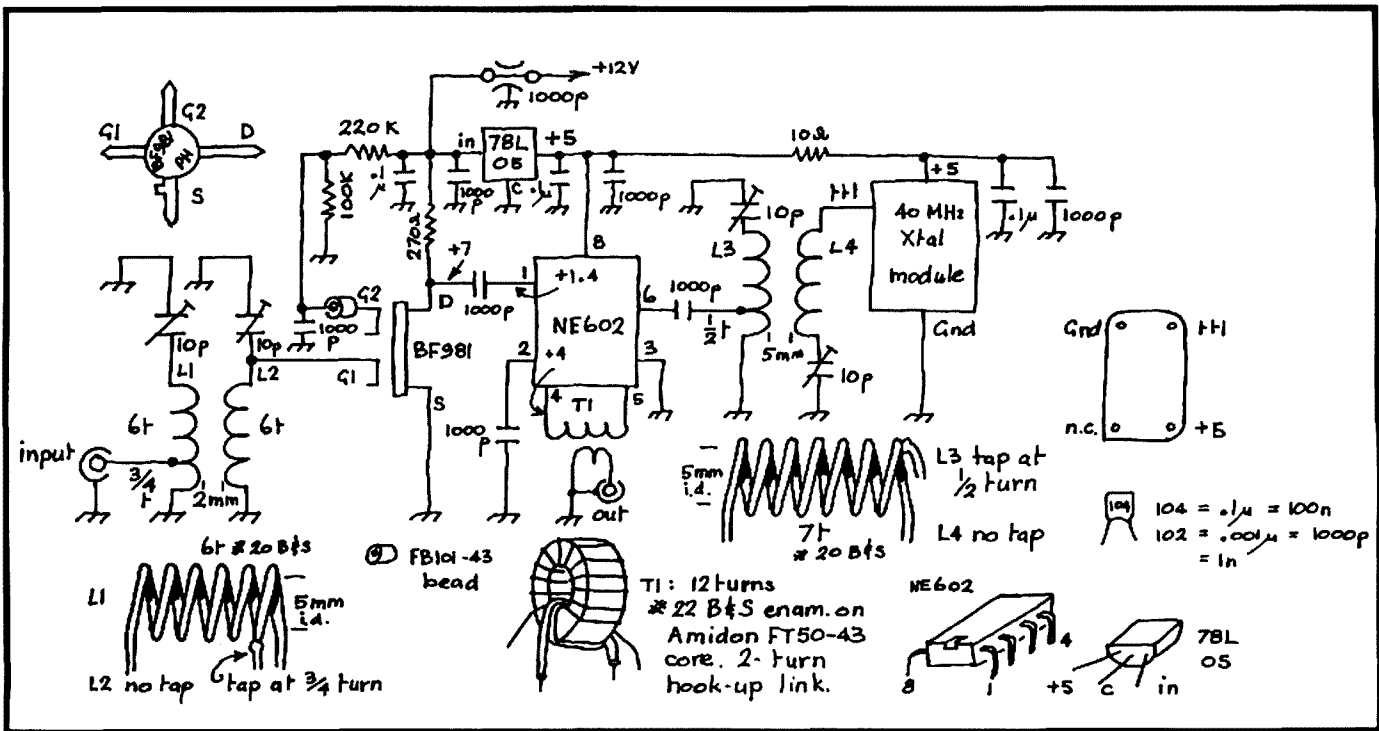 +12V
1000p
G2
G1
D
BF981
PH
S
220K
in
78L
05
+5
C
10Ω
100K
.1
µ
1000
p
.1µ
1000p
270Ω
+7
+5
40 MHz
Xtal
module
Gnd
.1µ
1000p
10p
L3
L4
8
1
+1.4
1000p
6
1000p
NE602
2
+4
3
4
5
T1
1/2 t
5mm
10p
D
G2
1000
p
BF981
G1
S
10p
10p
L1
L2
6t
6t
input
3/4
t
2mm
1000
p
out
Gnd
n.c.
+5
5mm
i.d.
L3 tap at
1/2 turn
7t
# 20 B&S
L4 no tap
104
104 = .1µ = 100n
102 = .001µ = 1000p
= 1n
6t # 20 B&S
L1
5mm
i.d.
L2 no tap
tap at 3/4 turn
FB101-43
bead
T1: 12 turns
# 22 B&S enam. on
Amidon FT50-43
core. 2-turn
hook-up link.
NE602
8
1
4
78L
05
+5
C
in